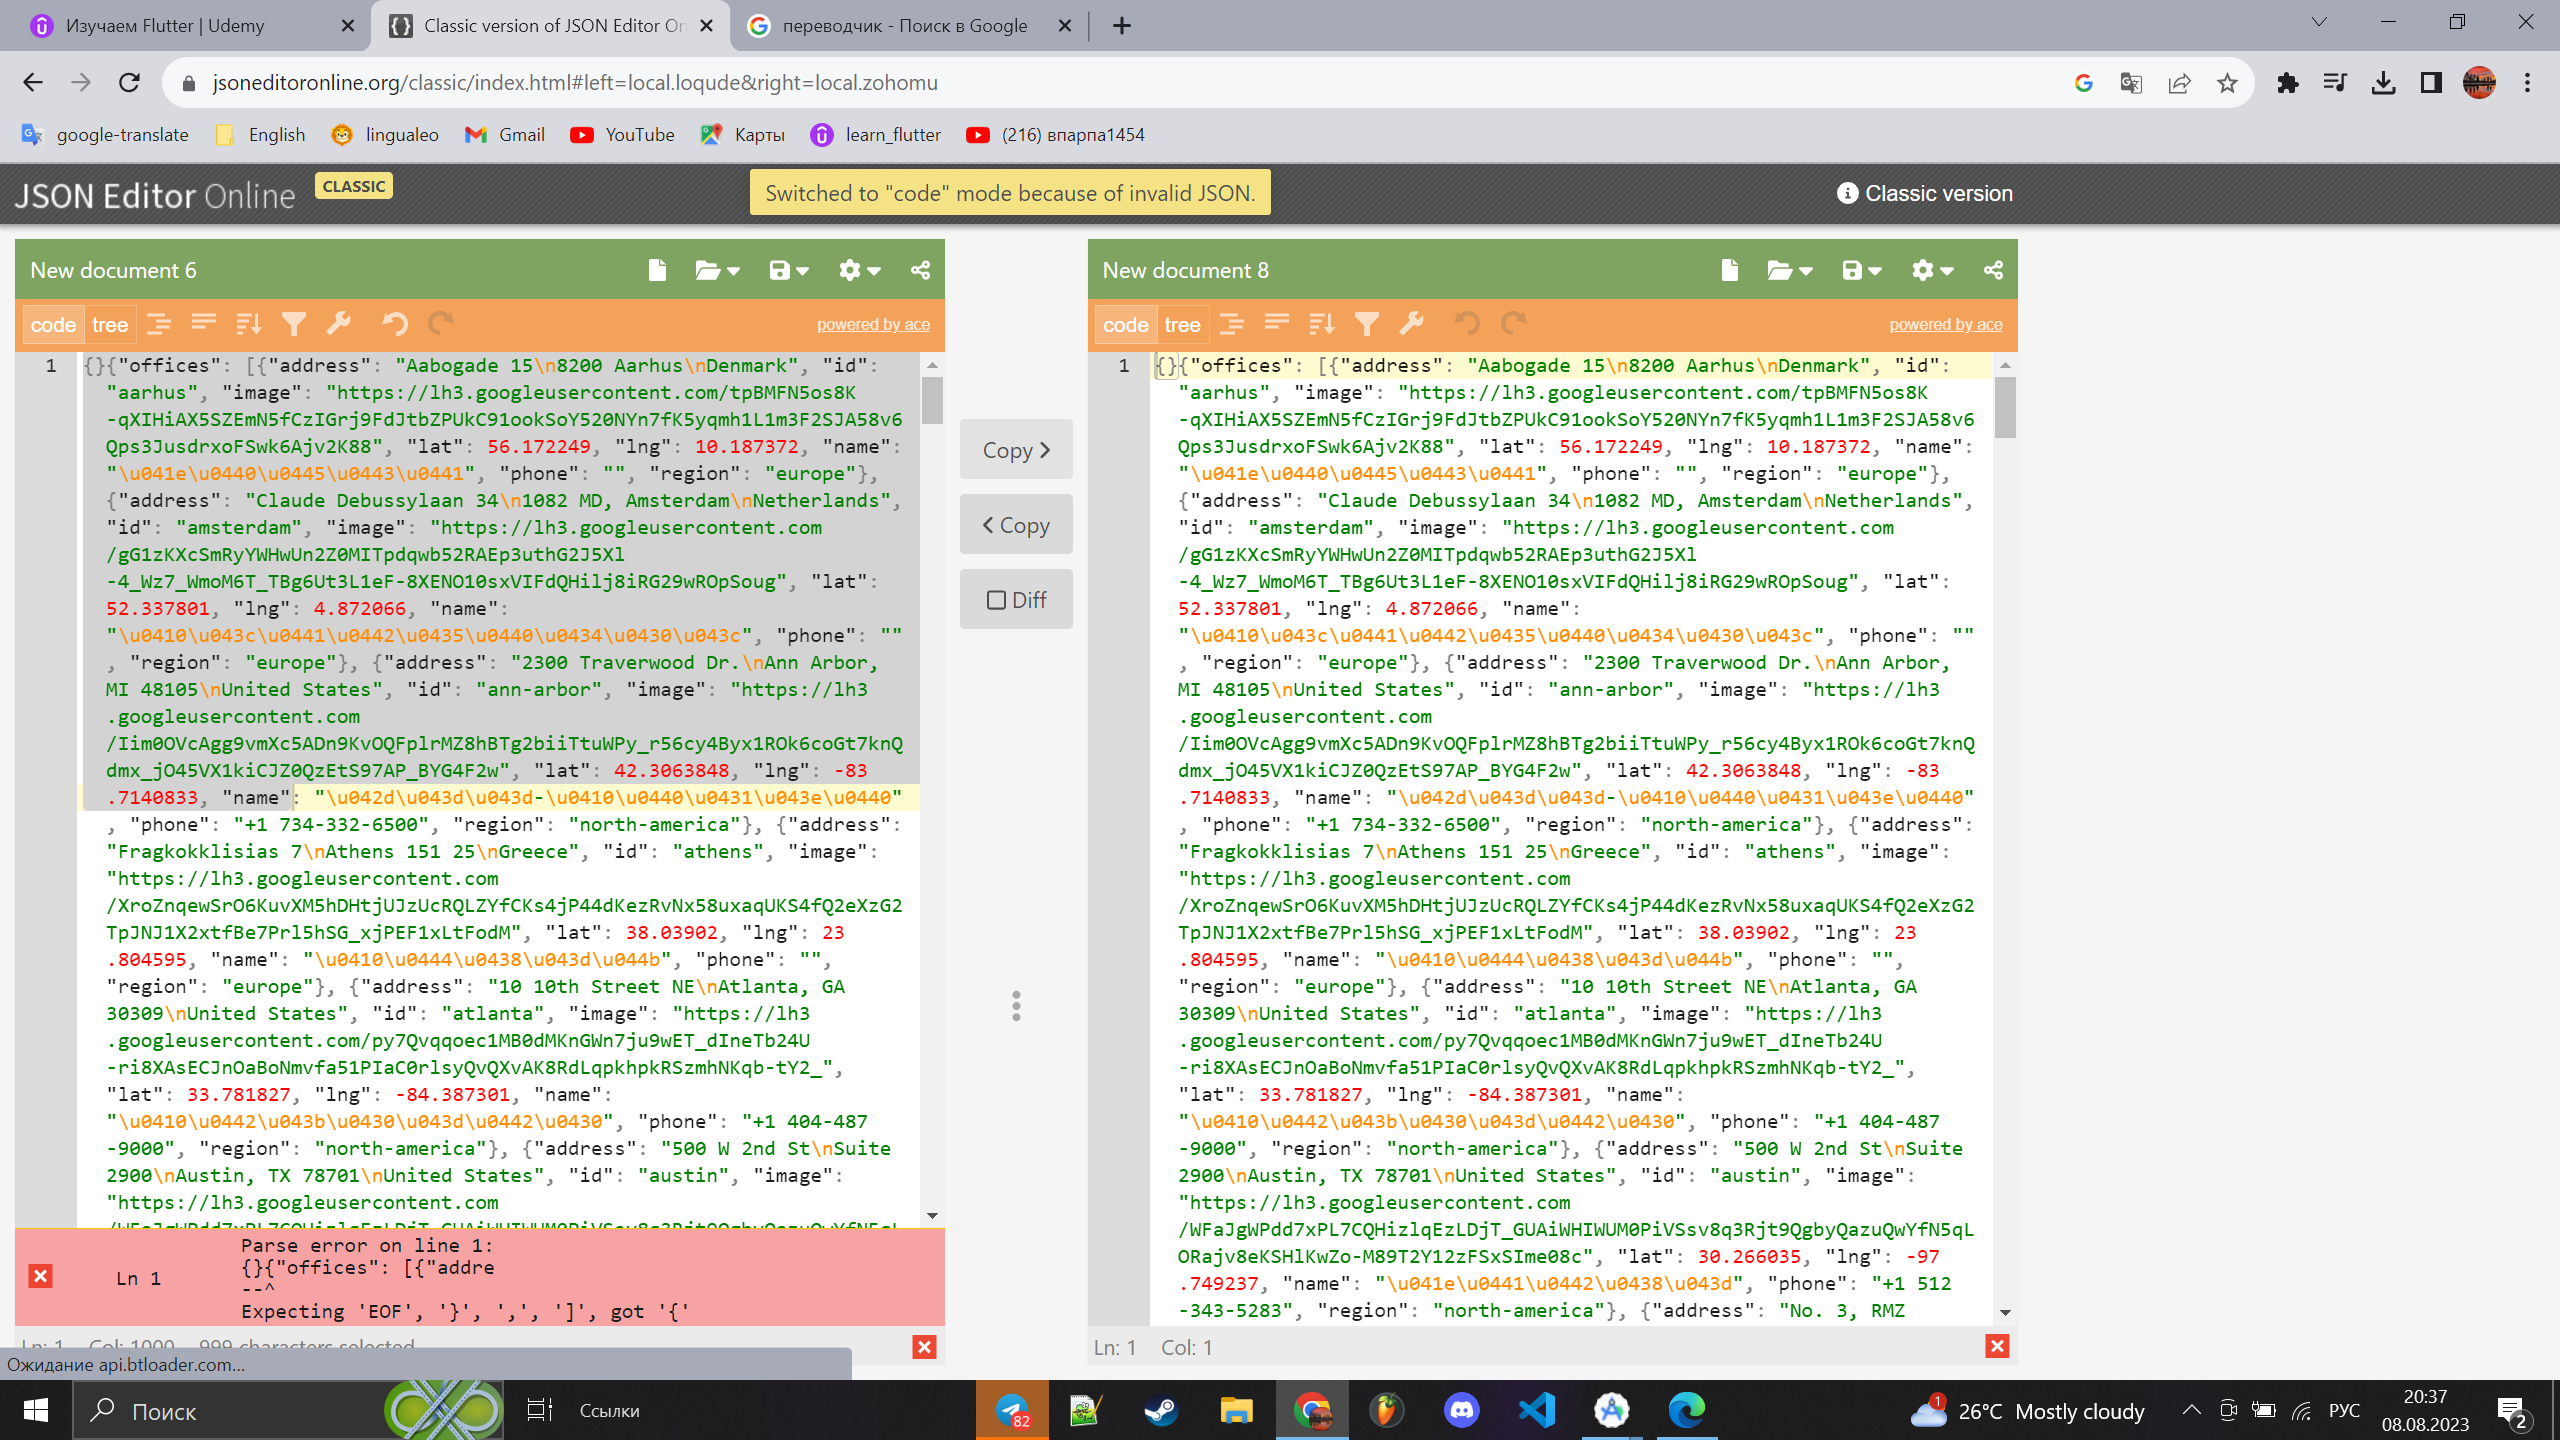 Изучаем Flutter | Udemy
Classic version of JSON Editor On
переводчик - Поиск в Google
jsoneditoronline.org/classic/index.html#left=local.loqude&right=local.zohomu
google-translate
English
lingualeo
Gmail
YouTube
Карты
learn_flutter
(216) впарпа1454
JSON Editor Online
CLASSIC
Switched to "code" mode because of invalid JSON.
Classic version
New document 6
code
tree
powered by ace
1
{}{"offices": [{"address": "Aabogade 15\n8200 Aarhus\nDenmark", "id":
"aarhus", "image": "https://lh3.googleusercontent.com/tpBMFN5os8K
-qXIHiAX5SZEmN5fCzIGrj9FdJtbZPUkC91ookSoY520NYn7fK5yqmh1L1m3F2SJA58v6
Qps3JusdrxoFSwk6Ajv2K88", "lat": 56.172249, "lng": 10.187372, "name":
"\u041e\u0440\u0445\u0443\u0441", "phone": "", "region": "europe"},
{"address": "Claude Debussylaan 34\n1082 MD, Amsterdam\nNetherlands",
"id": "amsterdam", "image": "https://lh3.googleusercontent.com
/gG1zKXcSmRyYWHwUn2Z0MITpdqwb52RAEp3uthG2J5Xl
-4_Wz7_WmoM6T_TBg6Ut3L1eF-8XENO10sxVIFdQHilj8iRG29wROpSoug", "lat":
52.337801, "lng": 4.872066, "name":
"\u0410\u043c\u0441\u0442\u0435\u0440\u0434\u0430\u043c", "phone": ""
, "region": "europe"}, {"address": "2300 Traverwood Dr.\nAnn Arbor,
MI 48105\nUnited States", "id": "ann-arbor", "image": "https://lh3
.googleusercontent.com
/Iim0OVcAgg9vmXc5ADn9KvOQFplrMZ8hBTg2biiTtuWPy_r56cy4Byx1ROk6coGt7knQ
dmx_jO45VX1kiCJZ0QzEtS97AP_BYG4F2w", "lat": 42.3063848, "lng": -83
.7140833, "name": "\u042d\u043d\u043d-\u0410\u0440\u0431\u043e\u0440"
, "phone": "+1 734-332-6500", "region": "north-america"}, {"address":
"Fragkokklisias 7\nAthens 151 25\nGreece", "id": "athens", "image":
"https://lh3.googleusercontent.com
/XroZnqewSrO6KuvXM5hDHtjUJzUcRQLZYfCKs4jP44dKezRvNx58uxaqUKS4fQ2eXzG2
TpJNJ1X2xtfBe7Prl5hSG_xjPEF1xLtFodM", "lat": 38.03902, "lng": 23
.804595, "name": "\u0410\u0444\u0438\u043d\u044b", "phone": "",
"region": "europe"}, {"address": "10 10th Street NE\nAtlanta, GA
30309\nUnited States", "id": "atlanta", "image": "https://lh3
.googleusercontent.com/py7Qvqqoec1MB0dMKnGWn7ju9wET_dIneTb24U
-ri8XAsECJnOaBoNmvfa51PIaC0rlsyQvQXvAK8RdLqpkhpkRSzmhNKqb-tY2_",
"lat": 33.781827, "lng": -84.387301, "name":
"\u0410\u0442\u043b\u0430\u043d\u0442\u0430", "phone": "+1 404-487
-9000", "region": "north-america"}, {"address": "500 W 2nd St\nSuite
2900\nAustin, TX 78701\nUnited States", "id": "austin", "image":
"https://lh3.googleusercontent.com
Parse error on line 1:
Ln 1
{}{"offices": [{"addre
--^
Expecting 'EOF', '}', ',', ']', got '{'
Ln: 1 Col: 1000 999 characters selected
Ожидание api.btloader.com...
Copy >
< Copy
Diff
New document 8
code
tree
powered by ace
1
{}{"offices": [{"address": "Aabogade 15\n8200 Aarhus\nDenmark", "id":
"aarhus", "image": "https://lh3.googleusercontent.com/tpBMFN5os8K
-qXIHiAX5SZEmN5fCzIGrj9FdJtbZPUkC91ookSoY520NYn7fK5yqmh1L1m3F2SJA58v6
Qps3JusdrxoFSwk6Ajv2K88", "lat": 56.172249, "lng": 10.187372, "name":
"\u041e\u0440\u0445\u0443\u0441", "phone": "", "region": "europe"},
{"address": "Claude Debussylaan 34\n1082 MD, Amsterdam\nNetherlands",
"id": "amsterdam", "image": "https://lh3.googleusercontent.com
/gG1zKXcSmRyYWHwUn2Z0MITpdqwb52RAEp3uthG2J5Xl
-4_Wz7_WmoM6T_TBg6Ut3L1eF-8XENO10sxVIFdQHilj8iRG29wROpSoug", "lat":
52.337801, "lng": 4.872066, "name":
"\u0410\u043c\u0441\u0442\u0435\u0440\u0434\u0430\u043c", "phone": ""
, "region": "europe"}, {"address": "2300 Traverwood Dr.\nAnn Arbor,
MI 48105\nUnited States", "id": "ann-arbor", "image": "https://lh3
.googleusercontent.com
/Iim0OVcAgg9vmXc5ADn9KvOQFplrMZ8hBTg2biiTtuWPy_r56cy4Byx1ROk6coGt7knQ
dmx_jO45VX1kiCJZ0QzEtS97AP_BYG4F2w", "lat": 42.3063848, "lng": -83
.7140833, "name": "\u042d\u043d\u043d-\u0410\u0440\u0431\u043e\u0440"
, "phone": "+1 734-332-6500", "region": "north-america"}, {"address":
"Fragkokklisias 7\nAthens 151 25\nGreece", "id": "athens", "image":
"https://lh3.googleusercontent.com
/XroZnqewSrO6KuvXM5hDHtjUJzUcRQLZYfCKs4jP44dKezRvNx58uxaqUKS4fQ2eXzG2
TpJNJ1X2xtfBe7Prl5hSG_xjPEF1xLtFodM", "lat": 38.03902, "lng": 23
.804595, "name": "\u0410\u0444\u0438\u043d\u044b", "phone": "",
"region": "europe"}, {"address": "10 10th Street NE\nAtlanta, GA
30309\nUnited States", "id": "atlanta", "image": "https://lh3
.googleusercontent.com/py7Qvqqoec1MB0dMKnGWn7ju9wET_dIneTb24U
-ri8XAsECJnOaBoNmvfa51PIaC0rlsyQvQXvAK8RdLqpkhpkRSzmhNKqb-tY2_",
"lat": 33.781827, "lng": -84.387301, "name":
"\u0410\u0442\u043b\u0430\u043d\u0442\u0430", "phone": "+1 404-487
-9000", "region": "north-america"}, {"address": "500 W 2nd St\nSuite
2900\nAustin, TX 78701\nUnited States", "id": "austin", "image":
"https://lh3.googleusercontent.com
/WFaJgWPdd7xPL7CQHizlqEzLDjT_GUAiWHIWUM0PiVSsv8q3Rjt9QgbyQazuQwYfN5qL
ORajv8eKSHlKwZo-M89T2Y12zFSxSIme08c", "lat": 30.266035, "lng": -97
.749237, "name": "\u041e\u0441\u0442\u0438\u043d", "phone": "+1 512
-343-5283", "region": "north-america"}, {"address": "No. 3, RMZ
Ln: 1 Col: 1
Поиск
Ссылки
82
1
26°C Mostly cloudy
РУС
20:37
08.08.2023
2